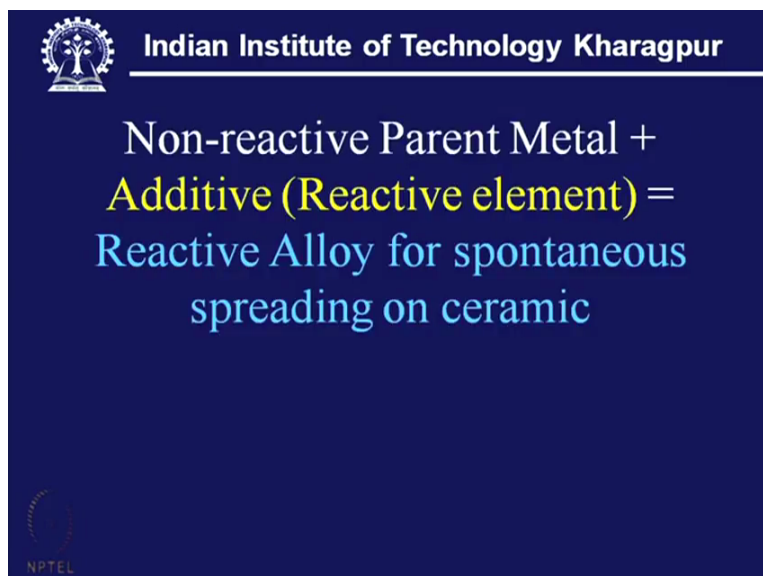 Indian Institute of Technology Kharagpur
Non-reactive Parent Metal +
Additive (Reactive element) =
Reactive Alloy for spontaneous
spreading on ceramic
NPTEL